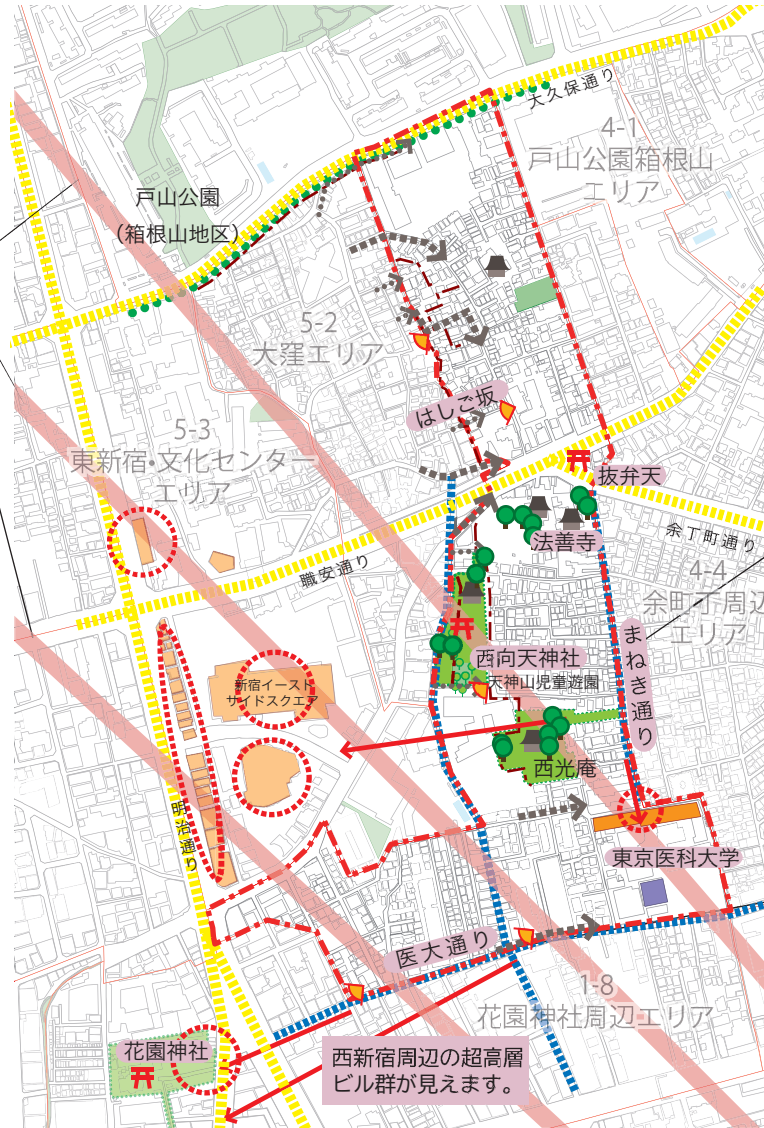 大久保通り
4-1
戸山公園箱根山
エリア
戸山公園
（箱根山地区）
5-2
大窪エリア
はしご坂
5-3
東新宿・文化センター
エリア
抜弁天
余丁町通り
法善寺
職安通り
4-4
余丁町周辺
エリア
まねき通り
西向天神社
天神山児童遊園
新宿イースト
サイドスクエア
西光庵
明治通り
東京医科大学
医大通り
1-8
花園神社周辺エリア
花園神社
西新宿周辺の超高層
ビル群が見えます。